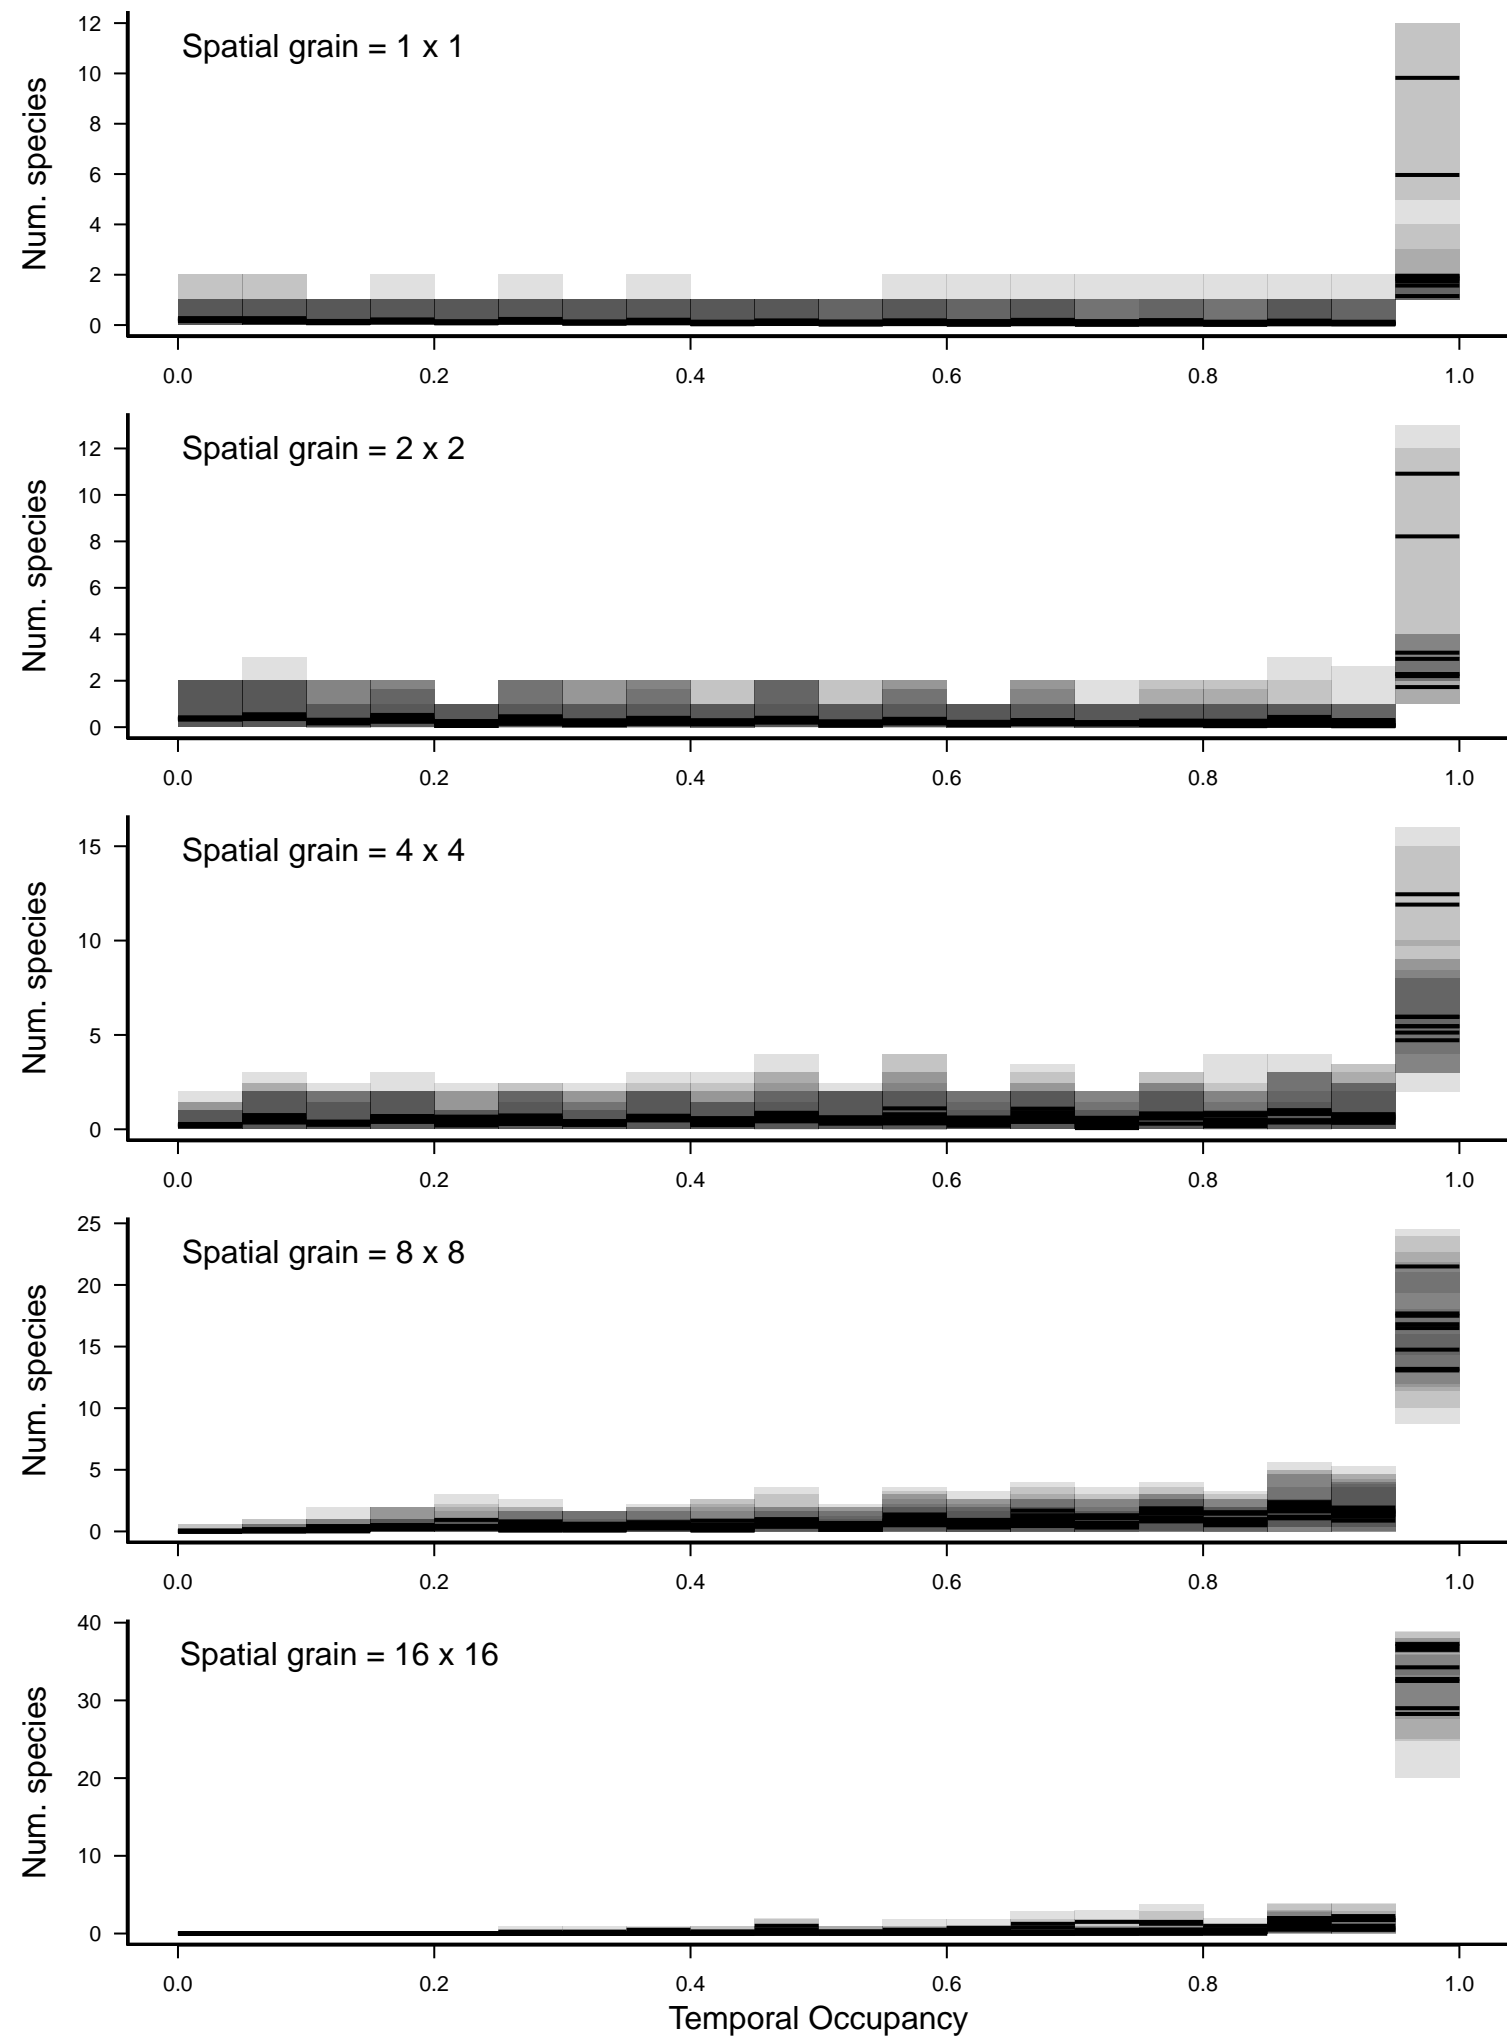 Spatial grain = 1 x 1
Num. species
12
10
8
6
4
2
0
0.0 0.2 0.4 0.6 0.8 1.0
Spatial grain = 2 x 2
Num. species
12
10
8
6
4
2
0
0.0 0.2 0.4 0.6 0.8 1.0
Spatial grain = 4 x 4
Num. species
15
10
5
0
0.0 0.2 0.4 0.6 0.8 1.0
Spatial grain = 8 x 8
Num. species
25
20
15
10
5
0
0.0 0.2 0.4 0.6 0.8 1.0
Spatial grain = 16 x 16
Num. species
40
30
20
10
0
0.0 0.2 0.4 0.6 0.8 1.0
Temporal Occupancy